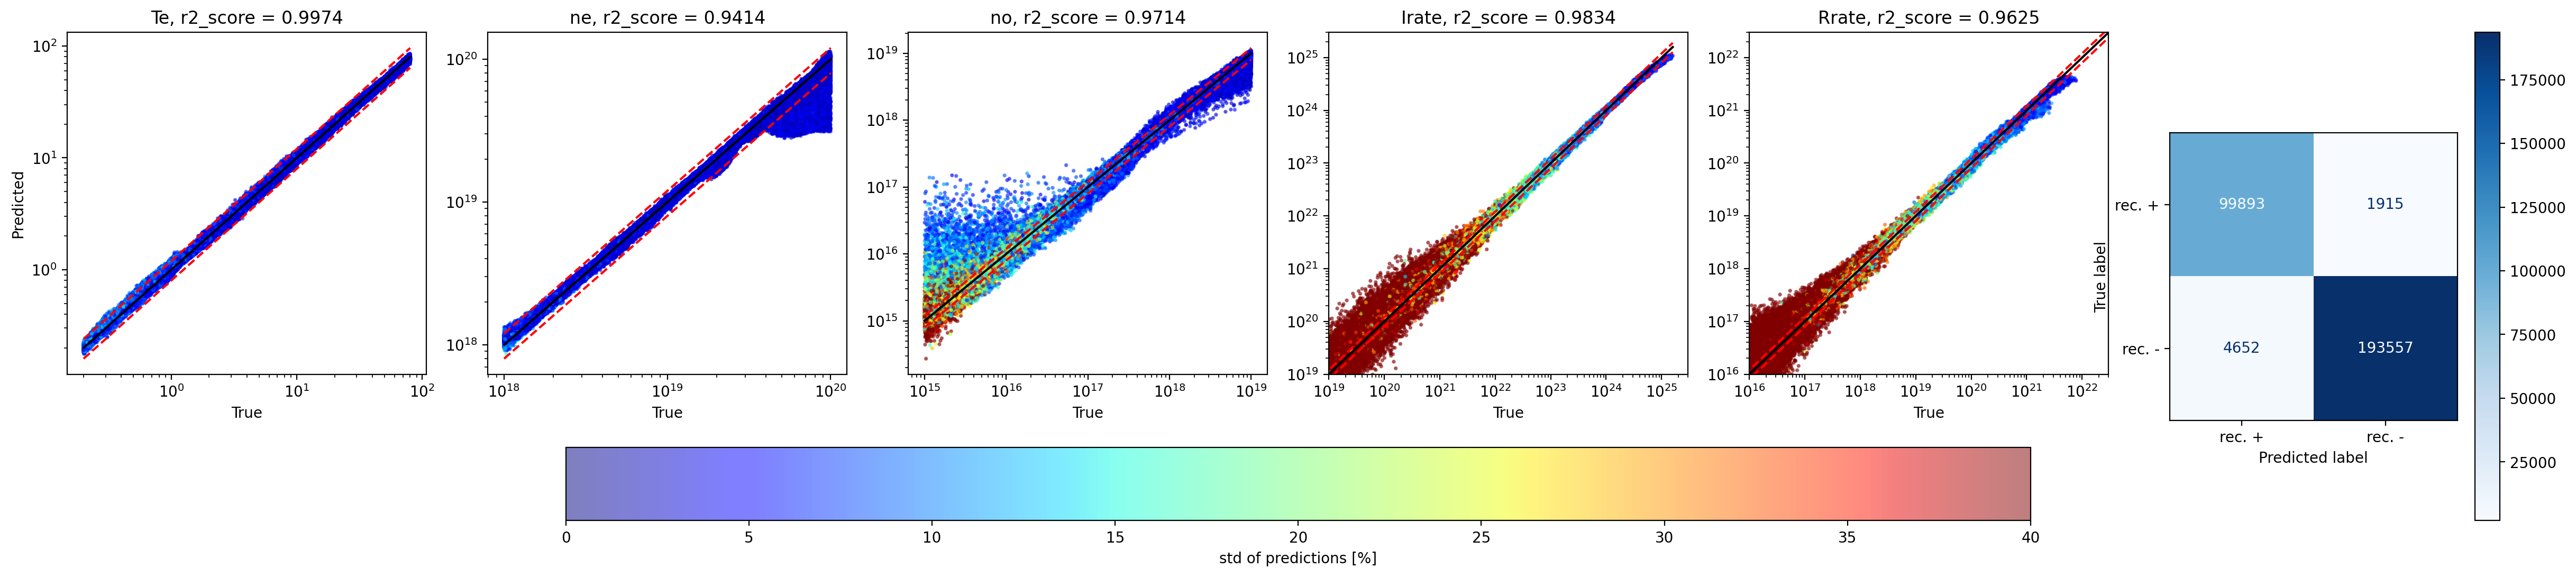 Te, r2_score = 0.9974
ne, r2_score = 0.9414
no, r2_score = 0.9714
Irate, r2_score = 0.9834
Rrate, r2_score = 0.9625
Predicted
10²
10¹
10⁰
10⁰ 10¹ 10²
True
10²⁰
10¹⁹
10¹⁸
10¹⁸ 10¹⁹ 10²⁰
True
10¹⁹
10¹⁸
10¹⁷
10¹⁶
10¹⁵
10¹⁵ 10¹⁶ 10¹⁷ 10¹⁸ 10¹⁹
True
10²⁵
10²⁴
10²³
10²²
10²¹
10²⁰
10¹⁹
10¹⁹ 10²⁰ 10²¹ 10²² 10²³ 10²⁴ 10²⁵
True
10²²
10²¹
10²⁰
10¹⁹
10¹⁸
10¹⁷
10¹⁶
10¹⁶ 10¹⁷ 10¹⁸ 10¹⁹ 10²⁰ 10²¹ 10²²
True
True label
rec. + 99893 1915
rec. - 4652 193557
rec. + rec. -
Predicted label
175000
150000
125000
100000
75000
50000
25000
0 5 10 15 20 25 30 35 40
std of predictions [%]